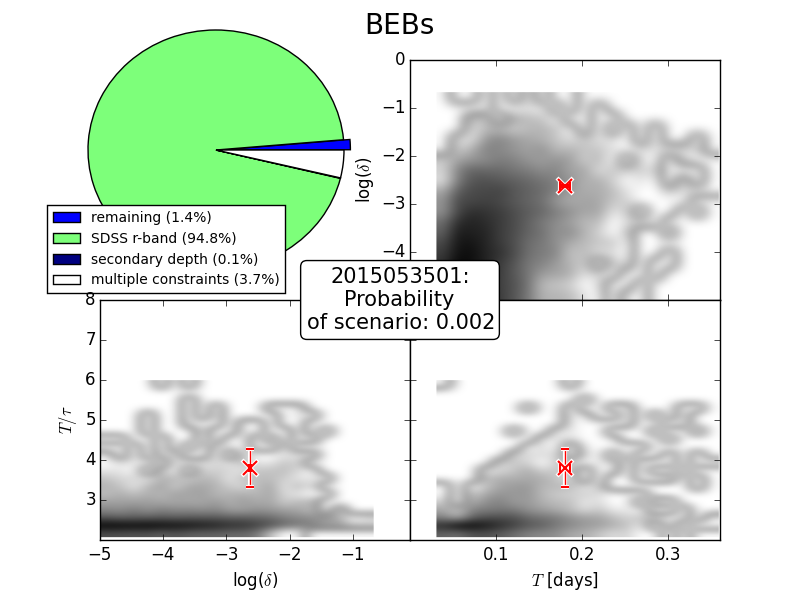 BEBs
remaining (1.4%)
SDSS r-band (94.8%)
secondary depth (0.1%)
multiple constraints (3.7%)
0
−1
−2
−3
−4
log(δ)
2015053501:
Probability
of scenario: 0.002
8
7
6
5
4
3
T/τ
−5 −4 −3 −2 −1
log(δ)
0.1 0.2 0.3
T [days]